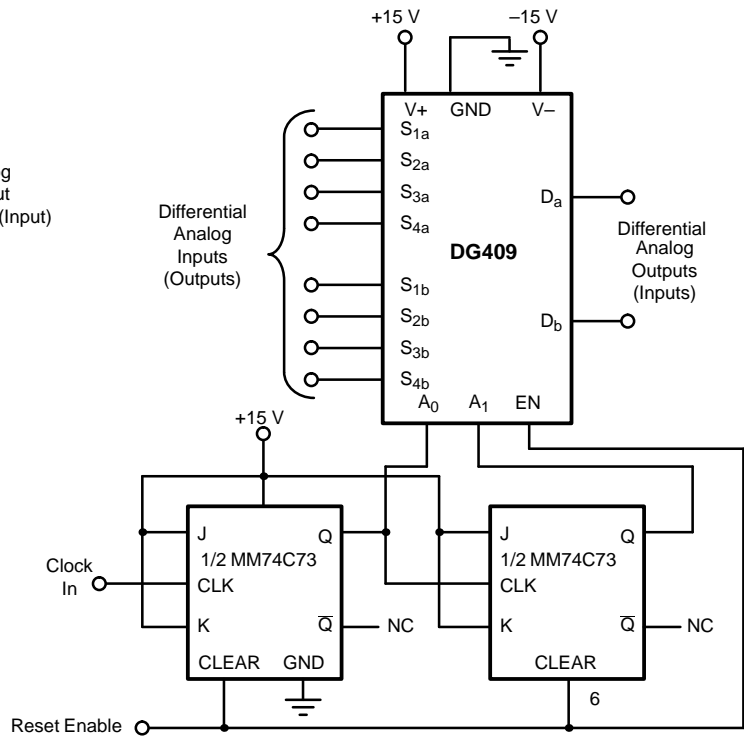 +15 V
–15 V
V+ GND V–
S1a
S2a
S3a
S4a
S1b
S2b
S3b
S4b
(Input)
Differential
Analog
Inputs
(Outputs)
DG409
Da
Db
Differential
Analog
Outputs
(Inputs)
A0 A1 EN
+15 V
J Q
1/2 MM74C73
CLK
K Q
CLEAR GND
Clock
In
NC
J Q
1/2 MM74C73
CLK
K Q
CLEAR
NC
6
Reset Enable